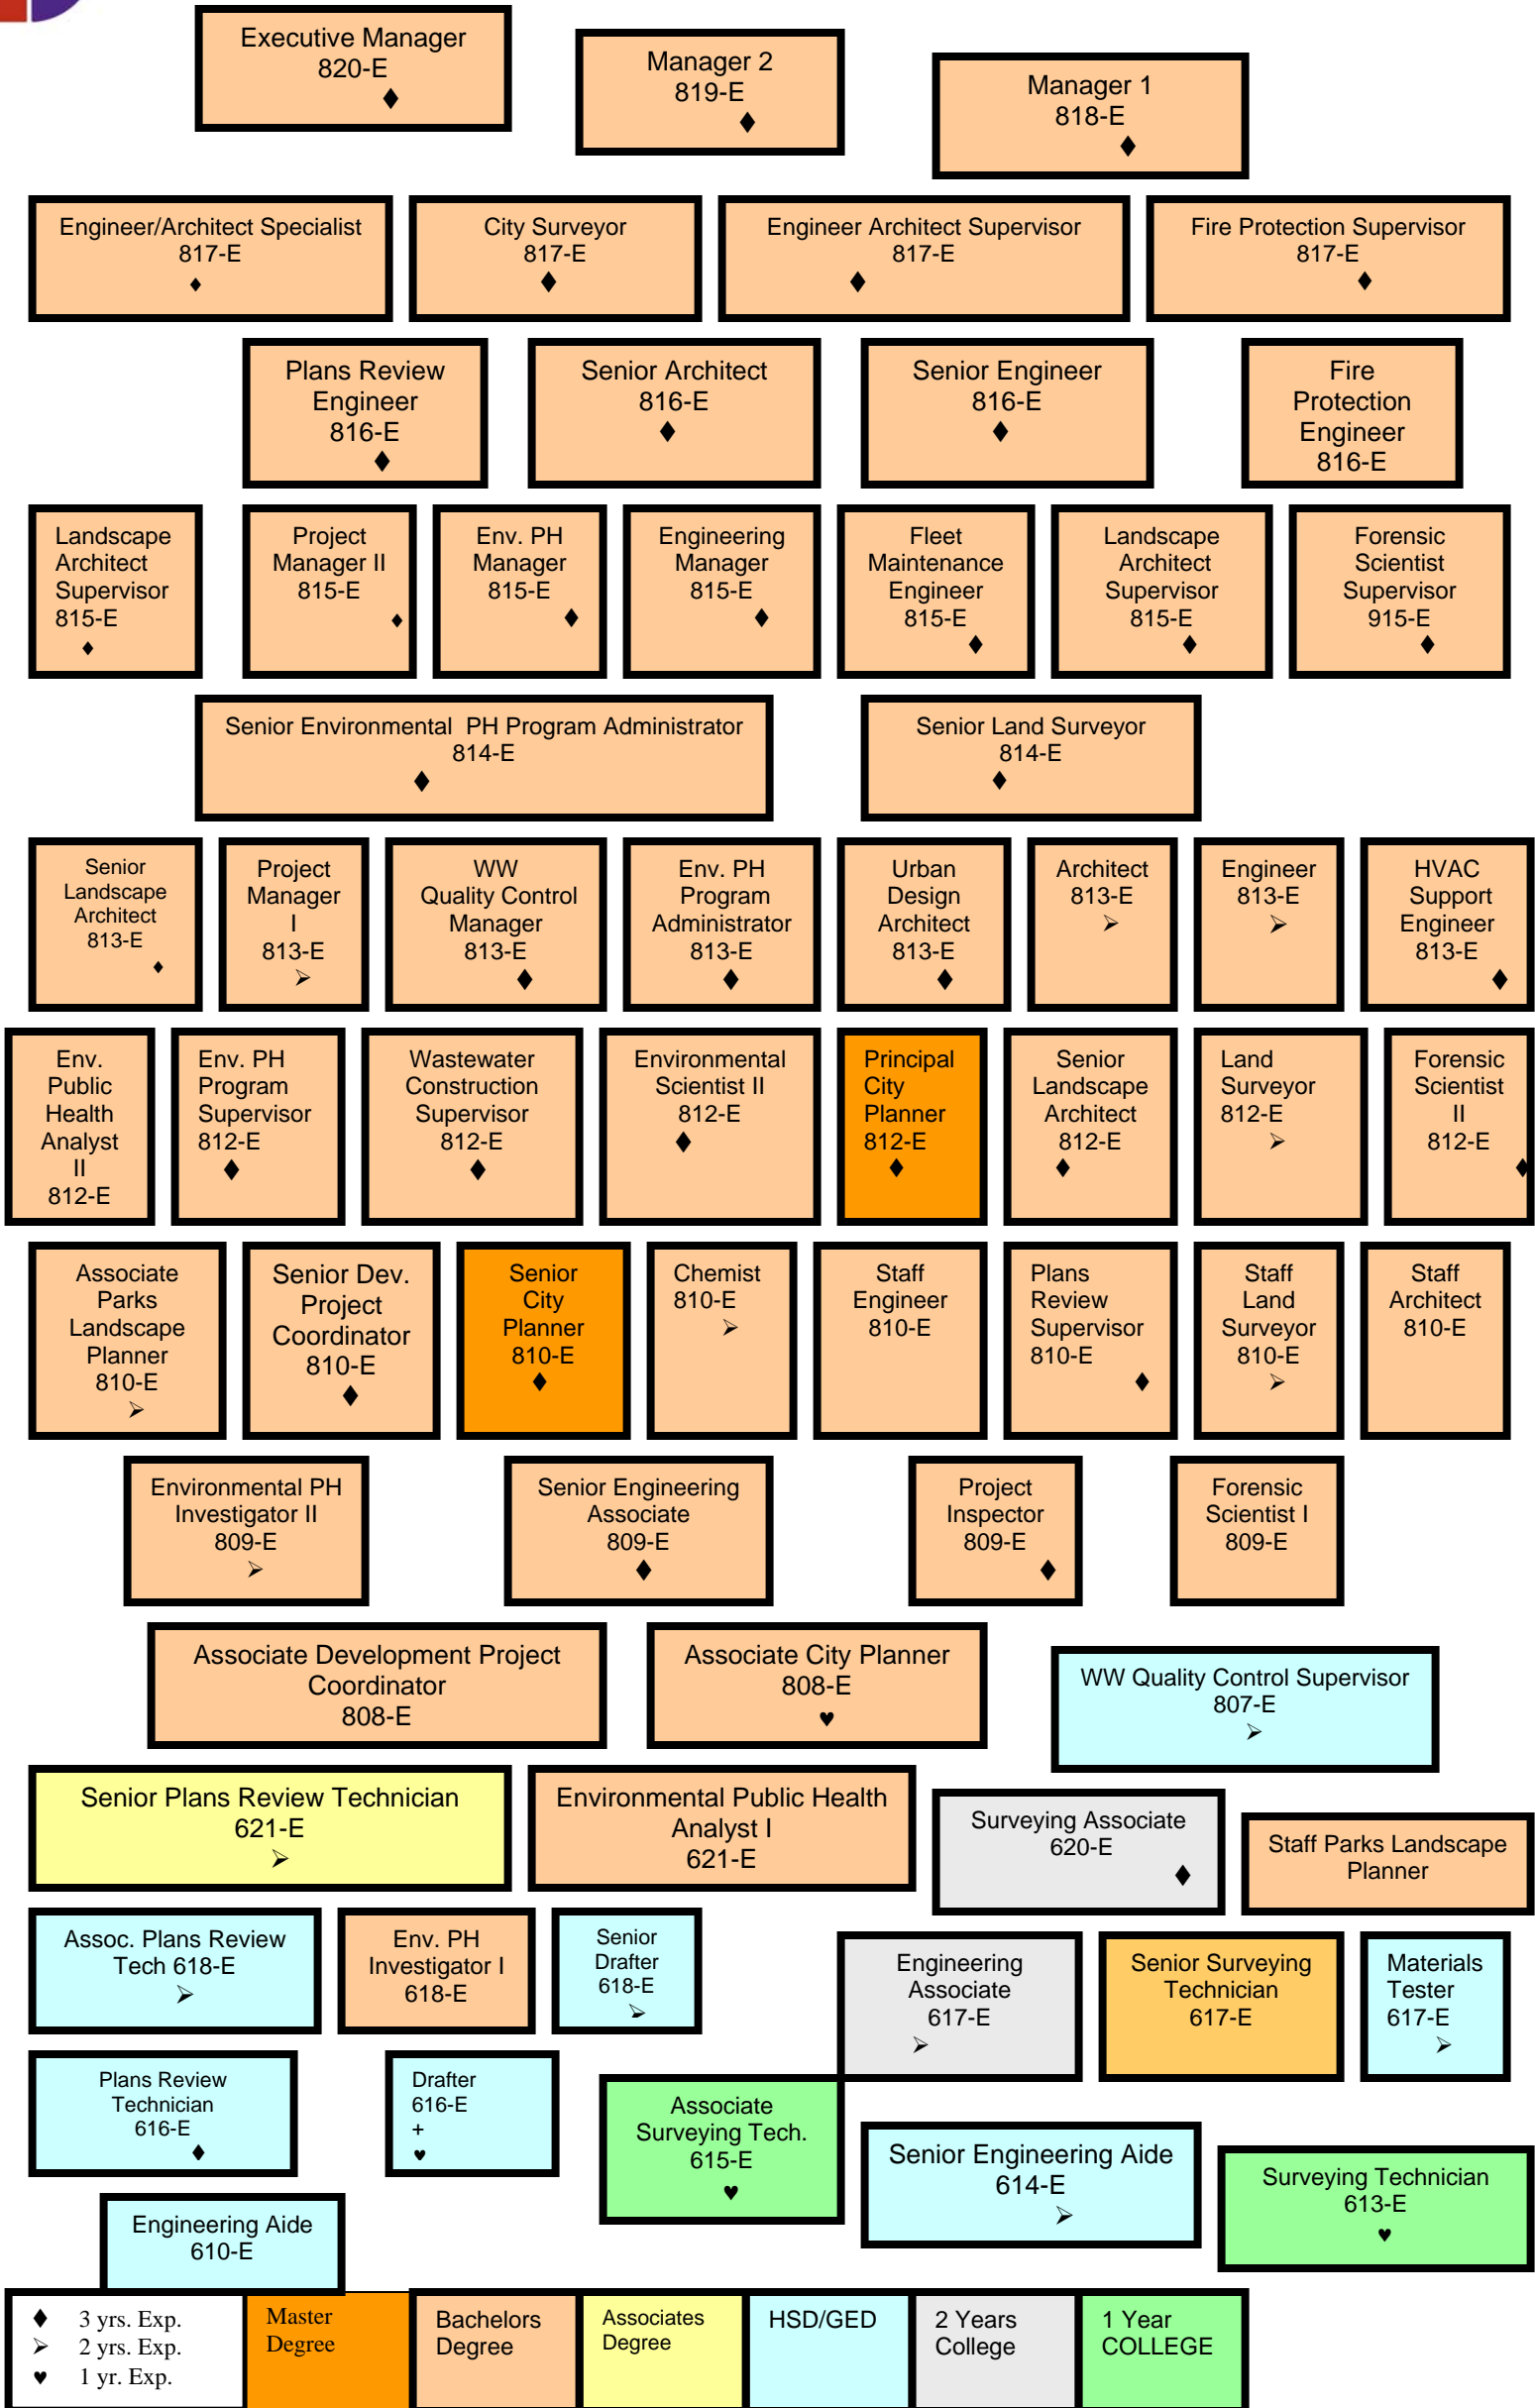 Executive Manager
820-E
♦
Manager 2
819-E
♦
Manager 1
818-E
♦
Engineer/Architect Specialist
817-E
♦
City Surveyor
817-E
♦
Engineer Architect Supervisor
817-E
♦
Fire Protection Supervisor
817-E
♦
Plans Review
Engineer
816-E
♦
Senior Architect
816-E
♦
Senior Engineer
816-E
♦
Fire
Protection
Engineer
816-E
Landscape
Architect
Supervisor
815-E
♦
Project
Manager II
815-E
♦
Env. PH
Manager
815-E
♦
Engineering
Manager
815-E
♦
Fleet
Maintenance
Engineer
815-E
♦
Landscape
Architect
Supervisor
815-E
♦
Forensic
Scientist
Supervisor
915-E
♦
Senior Environmental PH Program Administrator
814-E
♦
Senior Land Surveyor
814-E
♦
Senior
Landscape
Architect
813-E
♦
Project
Manager
I
813-E
➢
WW
Quality Control
Manager
813-E
♦
Env. PH
Program
Administrator
813-E
♦
Urban
Design
Architect
813-E
♦
Architect
813-E
➢
Engineer
813-E
➢
HVAC
Support
Engineer
813-E
♦
Env.
Public
Health
Analyst
II
812-E
Env. PH
Program
Supervisor
812-E
♦
Wastewater
Construction
Supervisor
812-E
♦
Environmental
Scientist II
812-E
♦
Principal
City
Planner
812-E
♦
Senior
Landscape
Architect
812-E
♦
Land
Surveyor
812-E
➢
Forensic
Scientist
II
812-E
♦
Associate
Parks
Landscape
Planner
810-E
➢
Senior Dev.
Project
Coordinator
810-E
♦
Senior
City
Planner
810-E
♦
Chemist
810-E
➢
Staff
Engineer
810-E
Plans
Review
Supervisor
810-E
♦
Staff
Land
Surveyor
810-E
➢
Staff
Architect
810-E
Environmental PH
Investigator II
809-E
➢
Senior Engineering
Associate
809-E
♦
Project
Inspector
809-E
♦
Forensic
Scientist I
809-E
Associate Development Project
Coordinator
808-E
Associate City Planner
808-E
♥
WW Quality Control Supervisor
807-E
➢
Senior Plans Review Technician
621-E
➢
Environmental Public Health
Analyst I
621-E
Surveying Associate
620-E
♦
Staff Parks Landscape
Planner
Assoc. Plans Review
Tech 618-E
➢
Env. PH
Investigator I
618-E
Senior
Drafter
618-E
➢
Engineering
Associate
617-E
➢
Senior Surveying
Technician
617-E
Materials
Tester
617-E
➢
Plans Review
Technician
616-E
♦
Drafter
616-E
+
♥
Associate
Surveying Tech.
615-E
♥
Senior Engineering Aide
614-E
➢
Surveying Technician
613-E
♥
Engineering Aide
610-E
♦ 3 yrs. Exp.
➢ 2 yrs. Exp.
♥ 1 yr. Exp.
Master
Degree
Bachelors
Degree
Associates
Degree
HSD/GED
2 Years
College
1 Year
COLLEGE